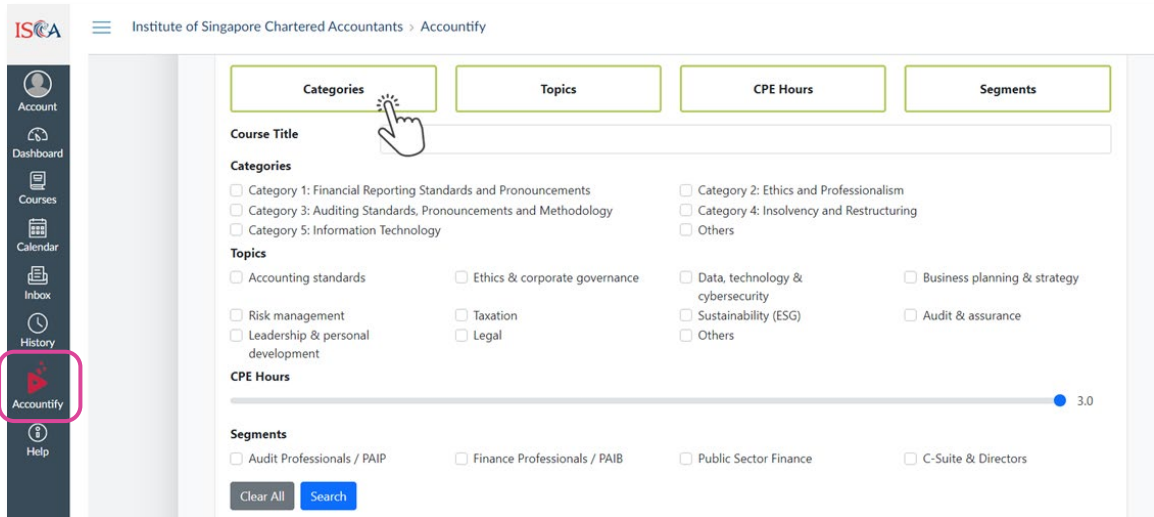 ISCA
Institute of Singapore Chartered Accountants > Accountify
Account
Dashboard
Courses
Calendar
Inbox
History
Accountify
Help
Categories
Topics
CPE Hours
Segments
Course Title
Categories
Category 1: Financial Reporting Standards and Pronouncements
Category 2: Ethics and Professionalism
Category 3: Auditing Standards, Pronouncements and Methodology
Category 4: Insolvency and Restructuring
Category 5: Information Technology
Others
Topics
Accounting standards
Ethics & corporate governance
Data, technology &
cybersecurity
Business planning & strategy
Risk management
Taxation
Sustainability (ESG)
Audit & assurance
Leadership & personal
development
Legal
Others
CPE Hours
3.0
Segments
Audit Professionals / PAIP
Finance Professionals / PAIB
Public Sector Finance
C-Suite & Directors
Clear All
Search